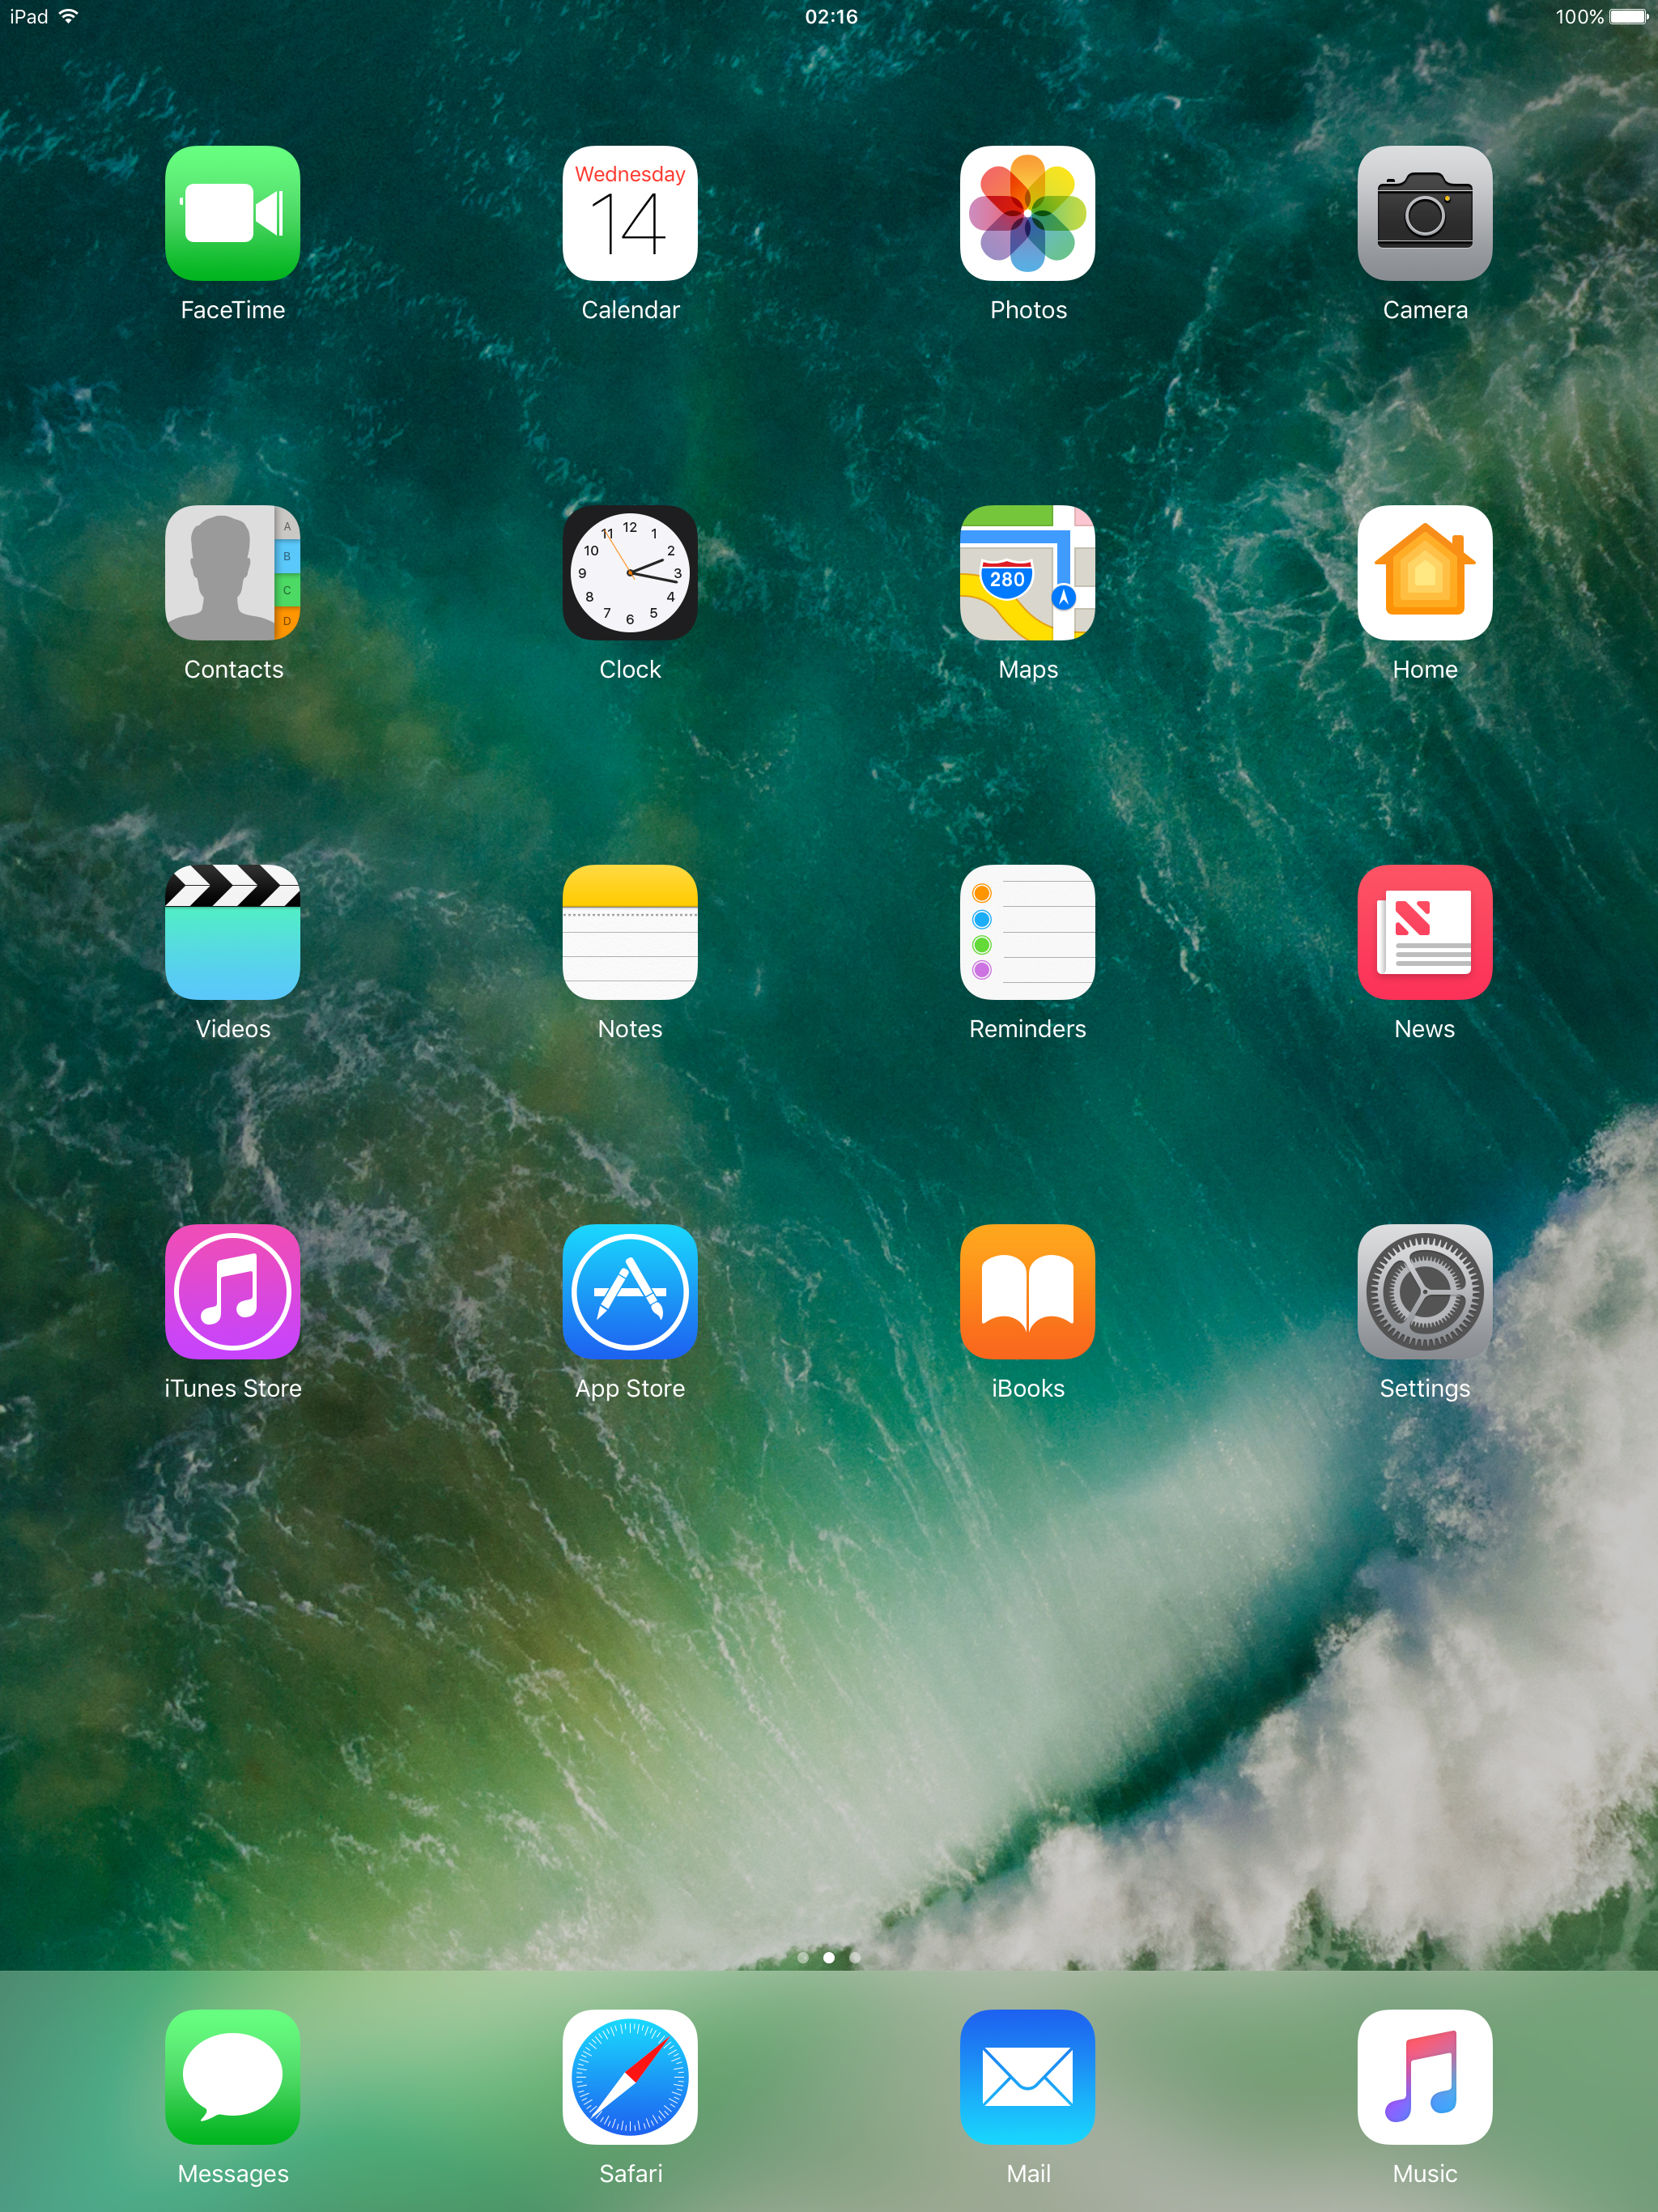 iPad 02:16 100%
Wednesday
14
FaceTime Calendar Photos Camera
A
B
C
D
12
11 1
10 2
9 3
8 4
7 5
6
280
Contacts Clock Maps Home
Videos Notes Reminders News
iTunes Store App Store iBooks Settings
Messages Safari Mail Music